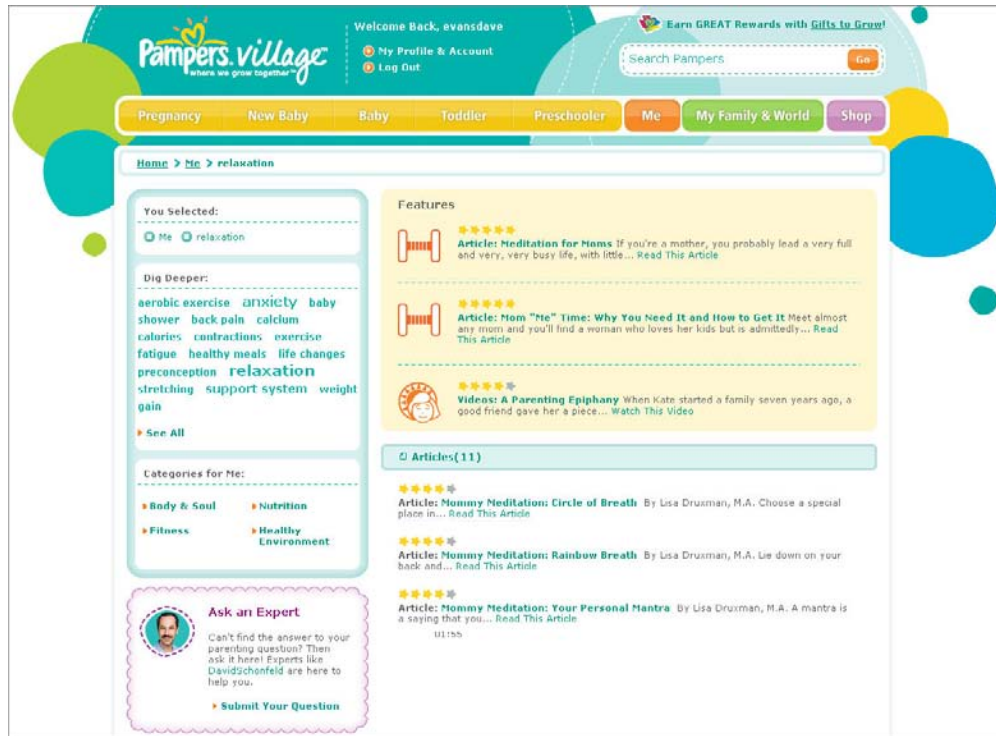 Pampers village™
where we grow together™
Welcome Back, evansdave
My Profile & Account
Log Out
Earn GREAT Rewards with Gifts to Grow!
Search Pampers
Go
Pregnancy New Baby Baby Toddler Preschooler Me My Family & World Shop
Home > Me > relaxation
You Selected:
Me relaxation
Dig Deeper:
aerobic exercise anxiety baby
shower back pain calcium
calories contractions exercise
fatigue healthy meals life changes
preconception relaxation
stretching support system weight
gain
See All
Categories for Me:
Body & Soul Nutrition
Fitness Healthy
Environment
Ask an Expert
Can't find the answer to your
parenting question? Then
ask it here! Experts like
DavidSchonfeld are here to
help you.
Submit Your Question
Features
Article: Meditation for Moms If you're a mother, you probably lead a very full
and very, very busy life, with little... Read This Article
Article: Mom "Me" Time: Why You Need It and How to Get It Meet almost
any mom and you'll find a woman who loves her kids but is admittedly... Read
This Article
Videos: A Parenting Epiphany When Kate started a family seven years ago, a
good friend gave her a piece... Watch This Video
Articles(11)
Article: Mommy Meditation: Circle of Breath By Lisa Druxman, M.A. Choose a special
place in... Read This Article
Article: Mommy Meditation: Rainbow Breath By Lisa Druxman, M.A. Lie down on your
back and... Read This Article
Article: Mommy Meditation: Your Personal Mantra By Lisa Druxman, M.A. A mantra is
a saying that you... Read This Article
01:55